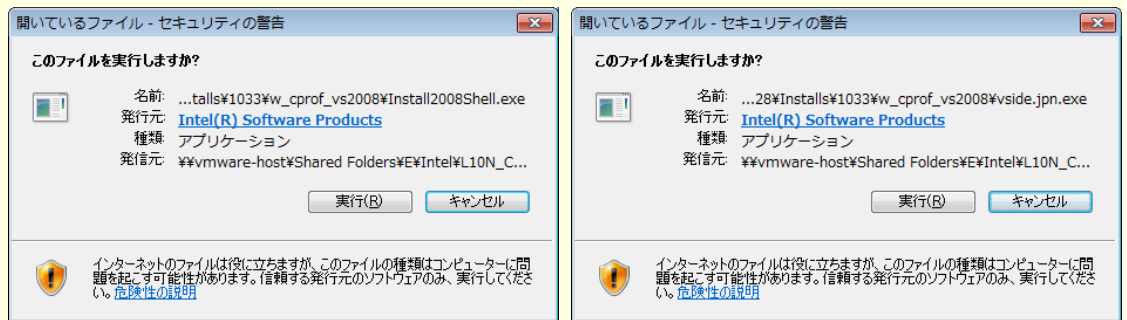 開いているファイル - セキュリティの警告
このファイルを実行しますか?
名前: ...talls¥1033¥w_cprof_vs2008¥Install2008Shell.exe
発行元: Intel(R) Software Products
種類: アプリケーション
発信元: ¥¥vmware-host¥Shared Folders¥E¥Intel¥L10N_C...
実行(R) キャンセル
インターネットのファイルは役に立ちますが、このファイルの種類はコンピューターに問
題を起こす可能性があります。信頼する発行元のソフトウェアのみ、実行してくださ
い。危険性の説明
開いているファイル - セキュリティの警告
このファイルを実行しますか?
名前: ...28¥Installs¥1033¥w_cprof_vs2008¥vside.jpn.exe
発行元: Intel(R) Software Products
種類: アプリケーション
発信元: ¥¥vmware-host¥Shared Folders¥E¥Intel¥L10N_C...
実行(R) キャンセル
インターネットのファイルは役に立ちますが、このファイルの種類はコンピューターに問
題を起こす可能性があります。信頼する発行元のソフトウェアのみ、実行してくださ
い。危険性の説明